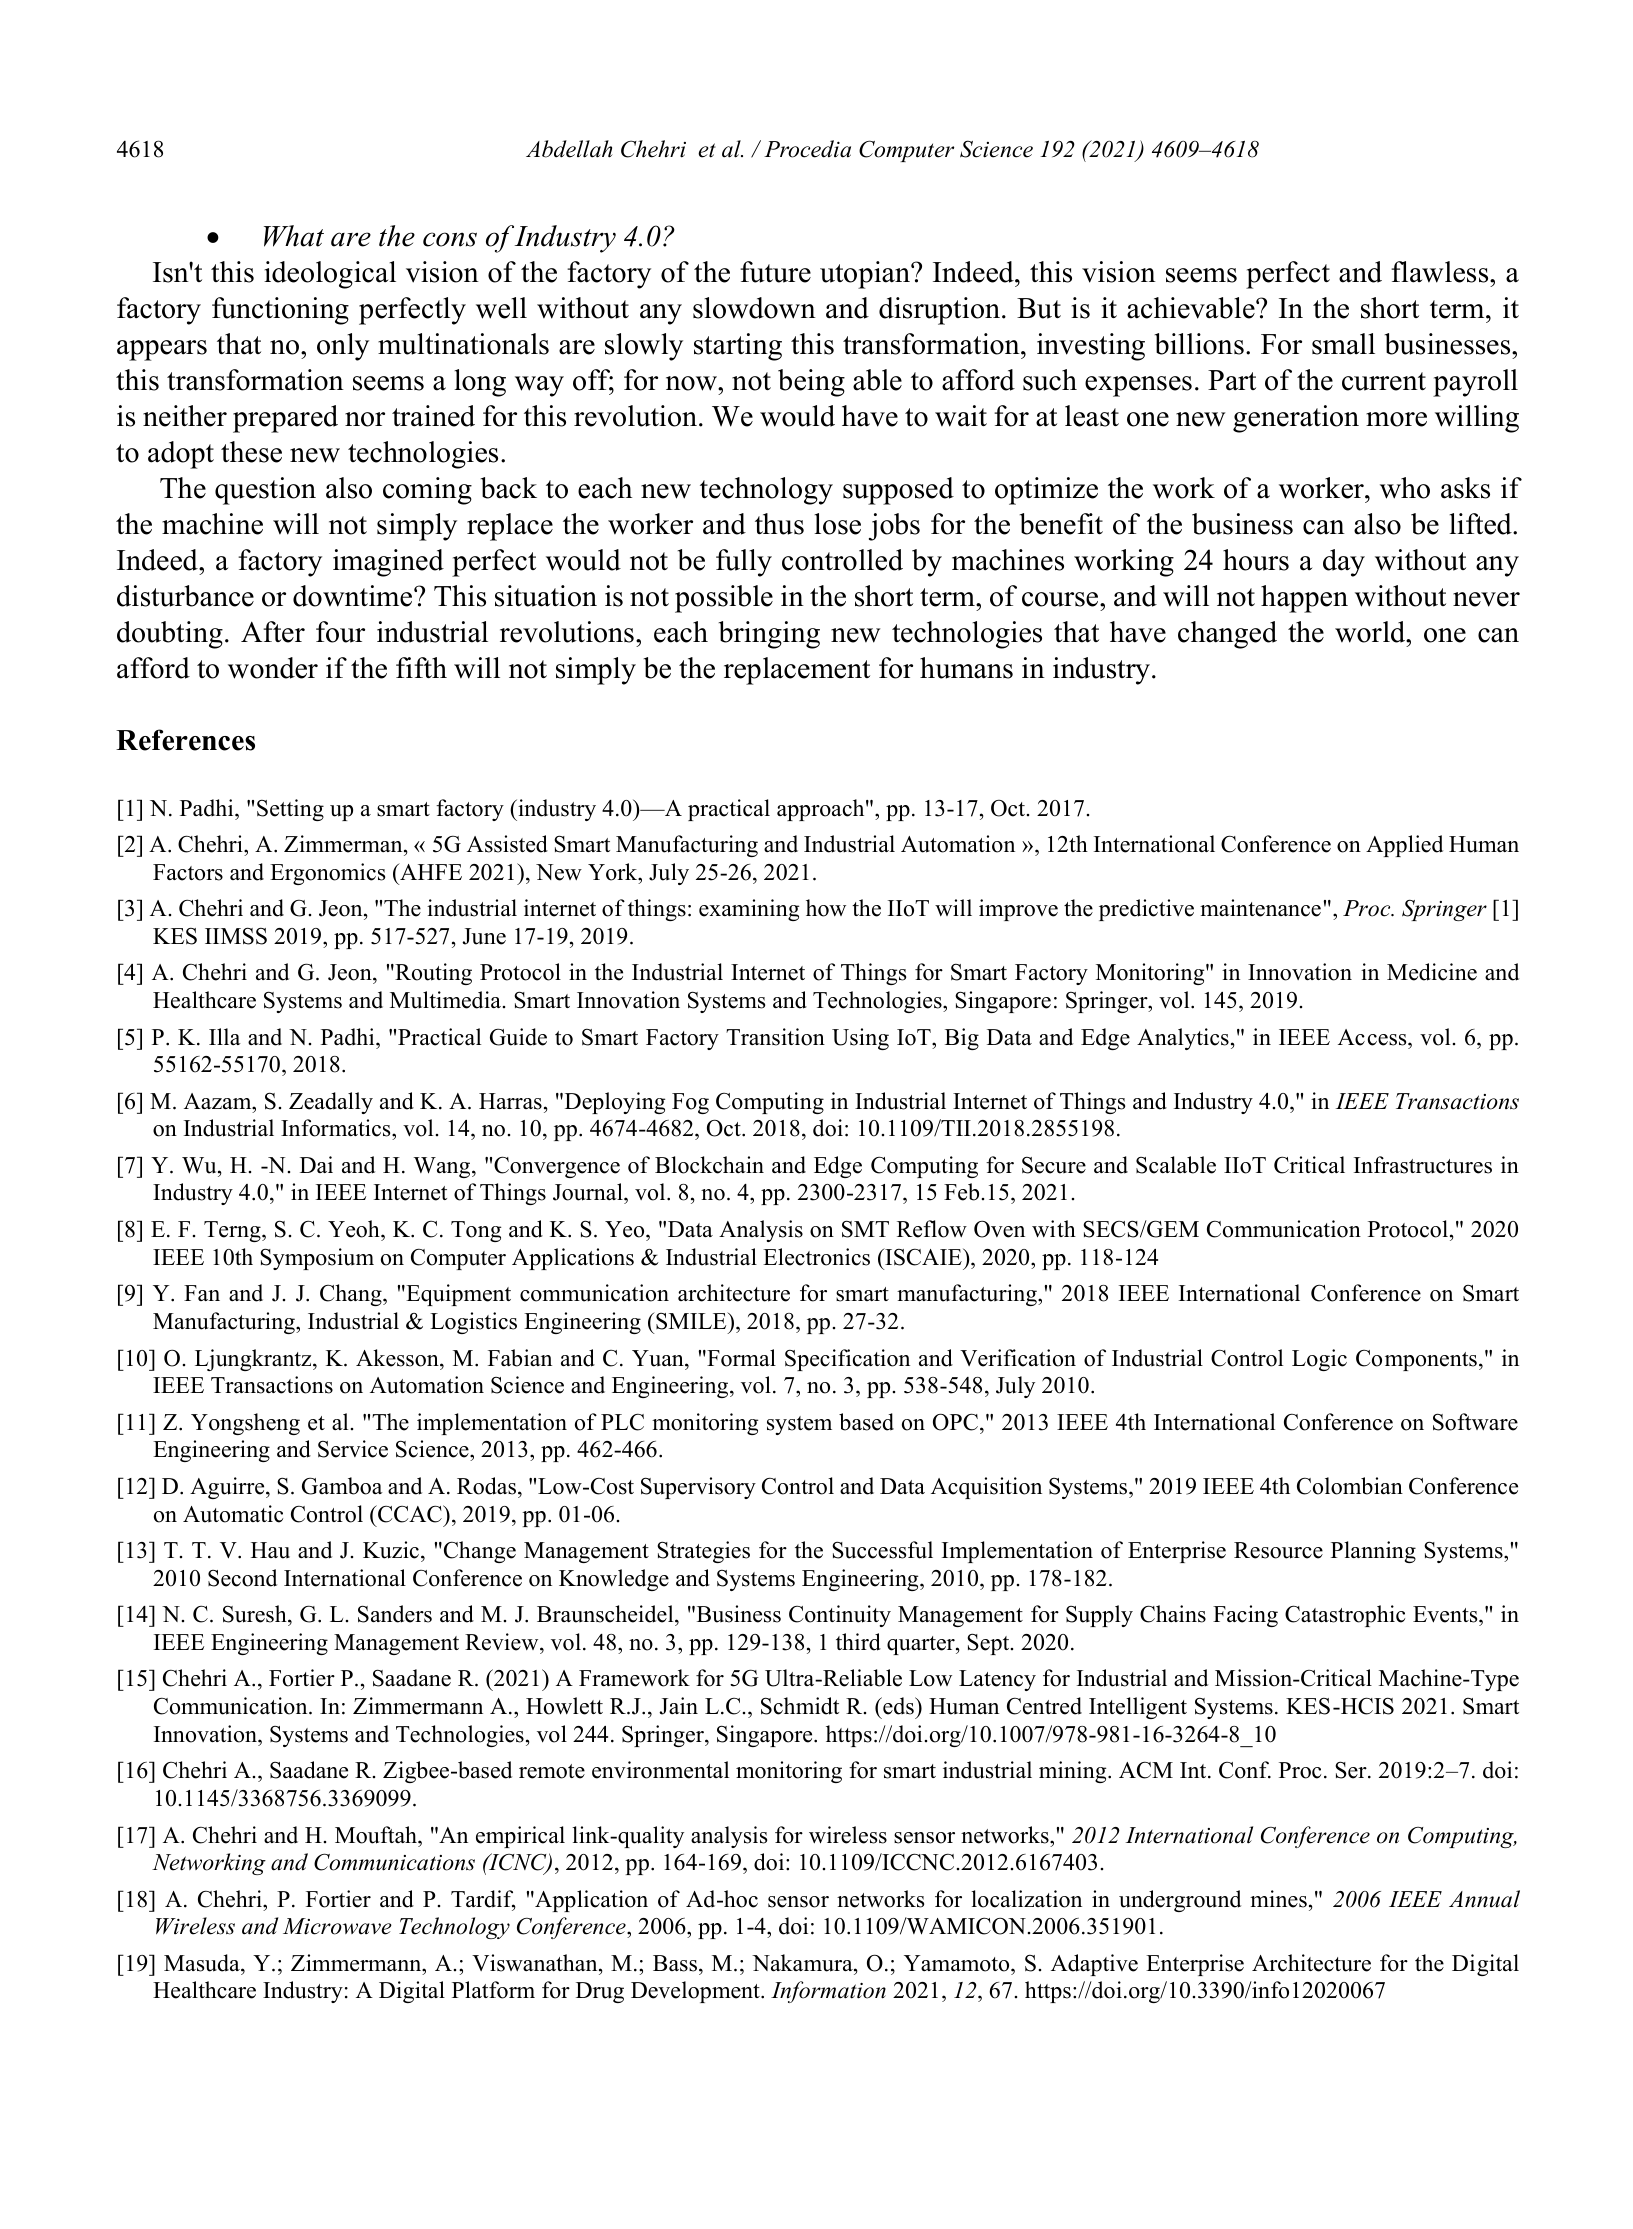 4618
Abdellah Chehri et al. / Procedia Computer Science 192 (2021) 4609–4618
• What are the cons of Industry 4.0?
Isn't this ideological vision of the factory of the future utopian? Indeed, this vision seems perfect and flawless, a
factory functioning perfectly well without any slowdown and disruption. But is it achievable? In the short term, it
appears that no, only multinationals are slowly starting this transformation, investing billions. For small businesses,
this transformation seems a long way off; for now, not being able to afford such expenses. Part of the current payroll
is neither prepared nor trained for this revolution. We would have to wait for at least one new generation more willing
to adopt these new technologies.
The question also coming back to each new technology supposed to optimize the work of a worker, who asks if
the machine will not simply replace the worker and thus lose jobs for the benefit of the business can also be lifted.
Indeed, a factory imagined perfect would not be fully controlled by machines working 24 hours a day without any
disturbance or downtime? This situation is not possible in the short term, of course, and will not happen without never
doubting. After four industrial revolutions, each bringing new technologies that have changed the world, one can
afford to wonder if the fifth will not simply be the replacement for humans in industry.
References
[1] N. Padhi, "Setting up a smart factory (industry 4.0)—A practical approach", pp. 13-17, Oct. 2017.
[2] A. Chehri, A. Zimmerman, « 5G Assisted Smart Manufacturing and Industrial Automation », 12th International Conference on Applied Human
Factors and Ergonomics (AHFE 2021), New York, July 25-26, 2021.
[3] A. Chehri and G. Jeon, "The industrial internet of things: examining how the IIoT will improve the predictive maintenance", Proc. Springer [1]
KES IIMSS 2019, pp. 517-527, June 17-19, 2019.
[4] A. Chehri and G. Jeon, "Routing Protocol in the Industrial Internet of Things for Smart Factory Monitoring" in Innovation in Medicine and
Healthcare Systems and Multimedia. Smart Innovation Systems and Technologies, Singapore: Springer, vol. 145, 2019.
[5] P. K. Illa and N. Padhi, "Practical Guide to Smart Factory Transition Using IoT, Big Data and Edge Analytics," in IEEE Access, vol. 6, pp.
55162-55170, 2018.
[6] M. Aazam, S. Zeadally and K. A. Harras, "Deploying Fog Computing in Industrial Internet of Things and Industry 4.0," in IEEE Transactions
on Industrial Informatics, vol. 14, no. 10, pp. 4674-4682, Oct. 2018, doi: 10.1109/TII.2018.2855198.
[7] Y. Wu, H. -N. Dai and H. Wang, "Convergence of Blockchain and Edge Computing for Secure and Scalable IIoT Critical Infrastructures in
Industry 4.0," in IEEE Internet of Things Journal, vol. 8, no. 4, pp. 2300-2317, 15 Feb.15, 2021.
[8] E. F. Terng, S. C. Yeoh, K. C. Tong and K. S. Yeo, "Data Analysis on SMT Reflow Oven with SECS/GEM Communication Protocol," 2020
IEEE 10th Symposium on Computer Applications & Industrial Electronics (ISCAIE), 2020, pp. 118-124
[9] Y. Fan and J. J. Chang, "Equipment communication architecture for smart manufacturing," 2018 IEEE International Conference on Smart
Manufacturing, Industrial & Logistics Engineering (SMILE), 2018, pp. 27-32.
[10] O. Ljungkrantz, K. Akesson, M. Fabian and C. Yuan, "Formal Specification and Verification of Industrial Control Logic Components," in
IEEE Transactions on Automation Science and Engineering, vol. 7, no. 3, pp. 538-548, July 2010.
[11] Z. Yongsheng et al. "The implementation of PLC monitoring system based on OPC," 2013 IEEE 4th International Conference on Software
Engineering and Service Science, 2013, pp. 462-466.
[12] D. Aguirre, S. Gamboa and A. Rodas, "Low-Cost Supervisory Control and Data Acquisition Systems," 2019 IEEE 4th Colombian Conference
on Automatic Control (CCAC), 2019, pp. 01-06.
[13] T. T. V. Hau and J. Kuzic, "Change Management Strategies for the Successful Implementation of Enterprise Resource Planning Systems,"
2010 Second International Conference on Knowledge and Systems Engineering, 2010, pp. 178-182.
[14] N. C. Suresh, G. L. Sanders and M. J. Braunscheidel, "Business Continuity Management for Supply Chains Facing Catastrophic Events," in
IEEE Engineering Management Review, vol. 48, no. 3, pp. 129-138, 1 third quarter, Sept. 2020.
[15] Chehri A., Fortier P., Saadane R. (2021) A Framework for 5G Ultra-Reliable Low Latency for Industrial and Mission-Critical Machine-Type
Communication. In: Zimmermann A., Howlett R.J., Jain L.C., Schmidt R. (eds) Human Centred Intelligent Systems. KES-HCIS 2021. Smart
Innovation, Systems and Technologies, vol 244. Springer, Singapore. https://doi.org/10.1007/978-981-16-3264-8_10
[16] Chehri A., Saadane R. Zigbee-based remote environmental monitoring for smart industrial mining. ACM Int. Conf. Proc. Ser. 2019:2–7. doi:
10.1145/3368756.3369099.
[17] A. Chehri and H. Mouftah, "An empirical link-quality analysis for wireless sensor networks," 2012 International Conference on Computing,
Networking and Communications (ICNC), 2012, pp. 164-169, doi: 10.1109/ICCNC.2012.6167403.
[18] A. Chehri, P. Fortier and P. Tardif, "Application of Ad-hoc sensor networks for localization in underground mines," 2006 IEEE Annual
Wireless and Microwave Technology Conference, 2006, pp. 1-4, doi: 10.1109/WAMICON.2006.351901.
[19] Masuda, Y.; Zimmermann, A.; Viswanathan, M.; Bass, M.; Nakamura, O.; Yamamoto, S. Adaptive Enterprise Architecture for the Digital
Healthcare Industry: A Digital Platform for Drug Development. Information 2021, 12, 67. https://doi.org/10.3390/info12020067